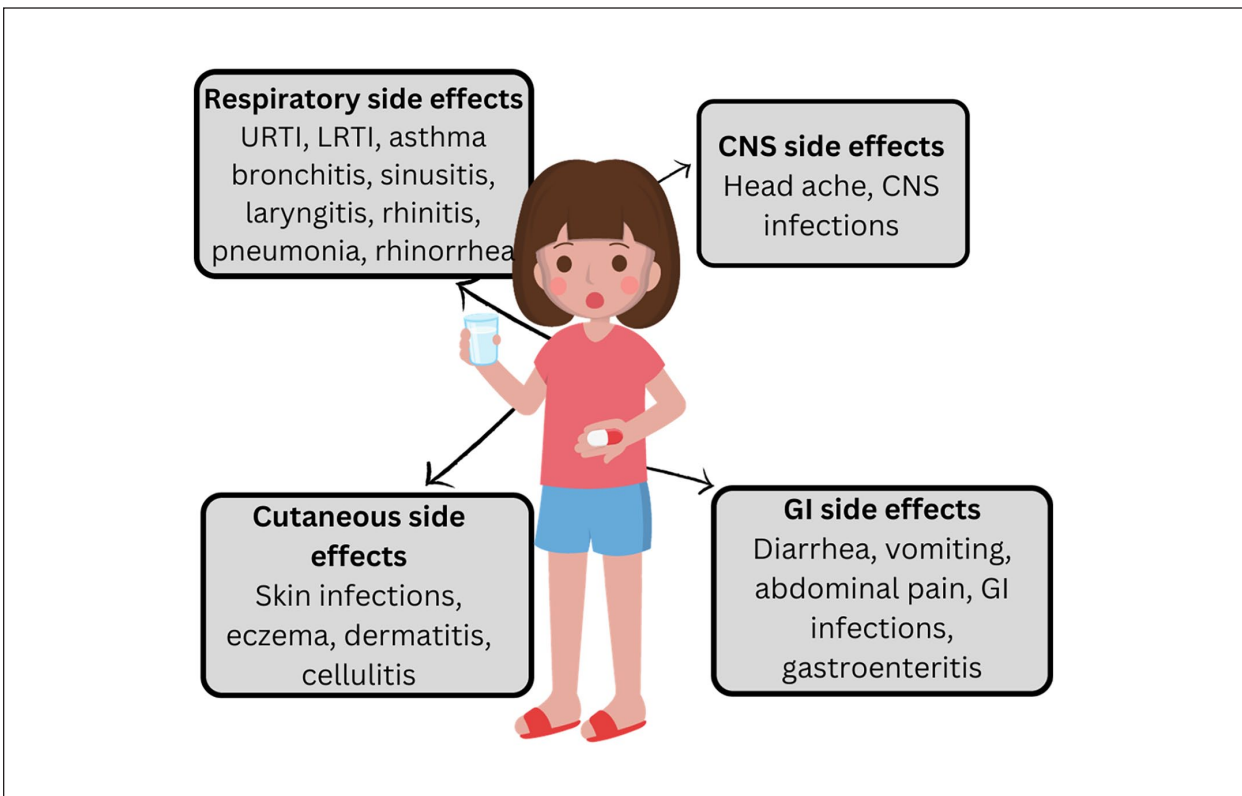 Respiratory side effects
URTI, LRTI, asthma
bronchitis, sinusitis,
laryngitis, rhinitis,
pneumonia, rhinorrhea
CNS side effects
Head ache, CNS
infections
Cutaneous side
effects
Skin infections,
eczema, dermatitis,
cellulitis
GI side effects
Diarrhea, vomiting,
abdominal pain, GI
infections,
gastroenteritis